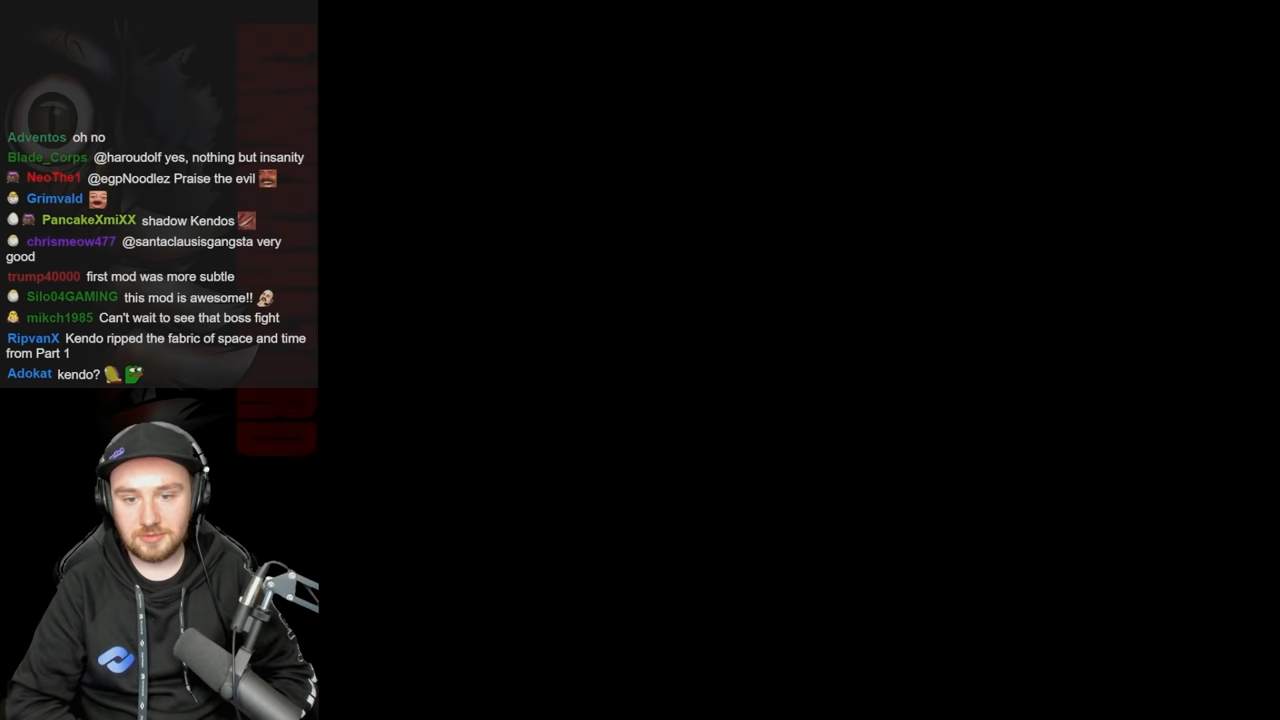 Adventos oh no
Blade_Corps @haroudolf yes, nothing but insanity
NeoThe1 @egpNoodlez Praise the evil
Grimvald
PancakeXmiXX shadow Kendos
chrismeow477 @santaclausisgangsta very
good
trump40000 first mod was more subtle
Silo04GAMING this mod is awesome!!
mikch1985 Can't wait to see that boss fight
RipvanX Kendo ripped the fabric of space and time
from Part 1
Adokat kendo?